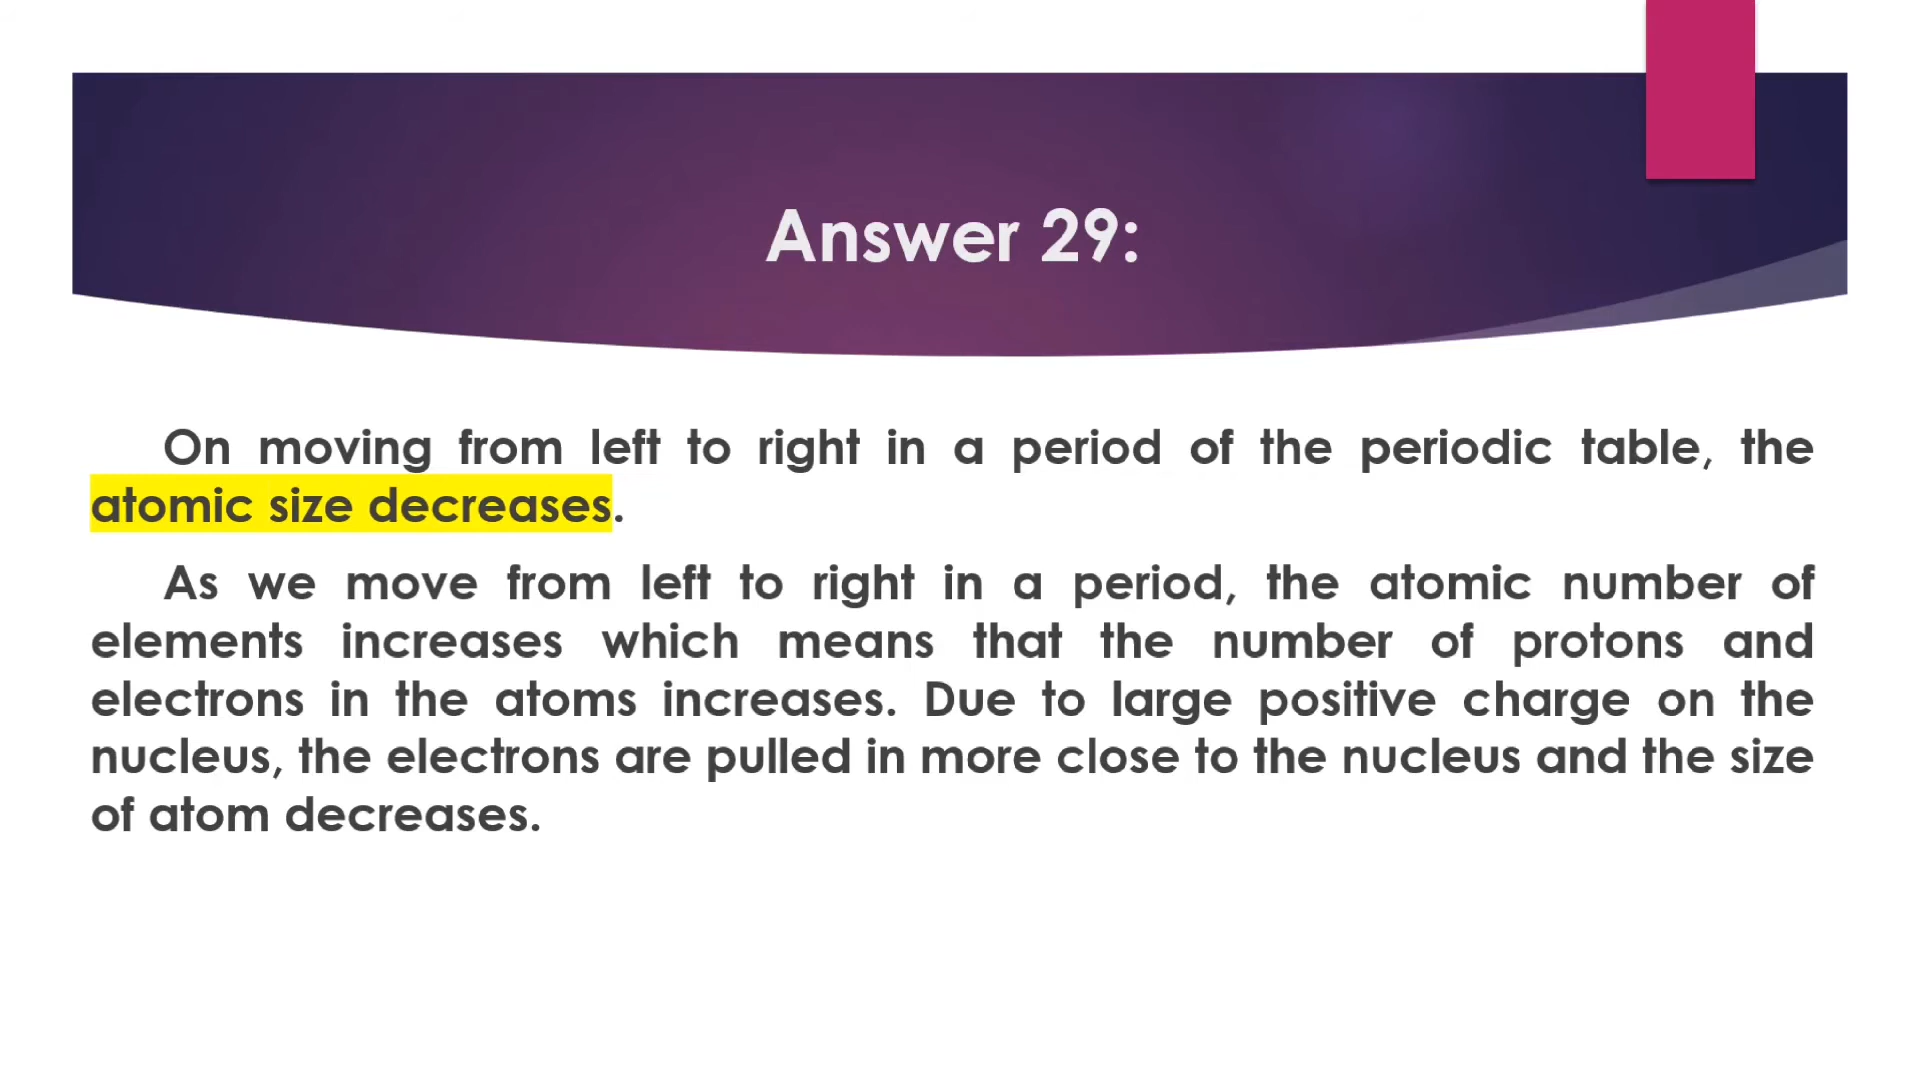 Answer 29:
On moving from left to right in a period of the periodic table, the
atomic size decreases.
As we move from left to right in a period, the atomic number of
elements increases which means that the number of protons and
electrons in the atoms increases. Due to large positive charge on the
nucleus, the electrons are pulled in more close to the nucleus and the size
of atom decreases.